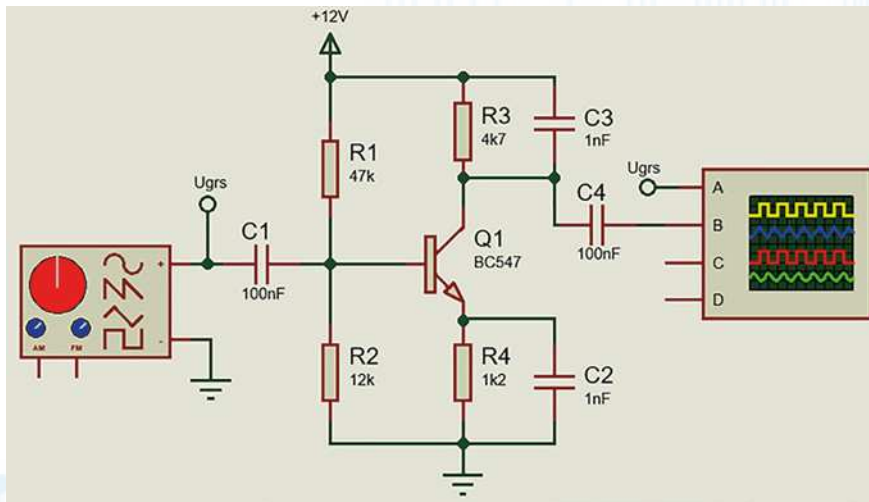 +12V
R3
4k7
C3
1nF
R1
47k
Ugrs
Ugrs
A
C1
C4
B
Q1
BC547
100nF
100nF
C
+
D
R2
12k
R4
1k2
C2
1nF
-
AM
FM